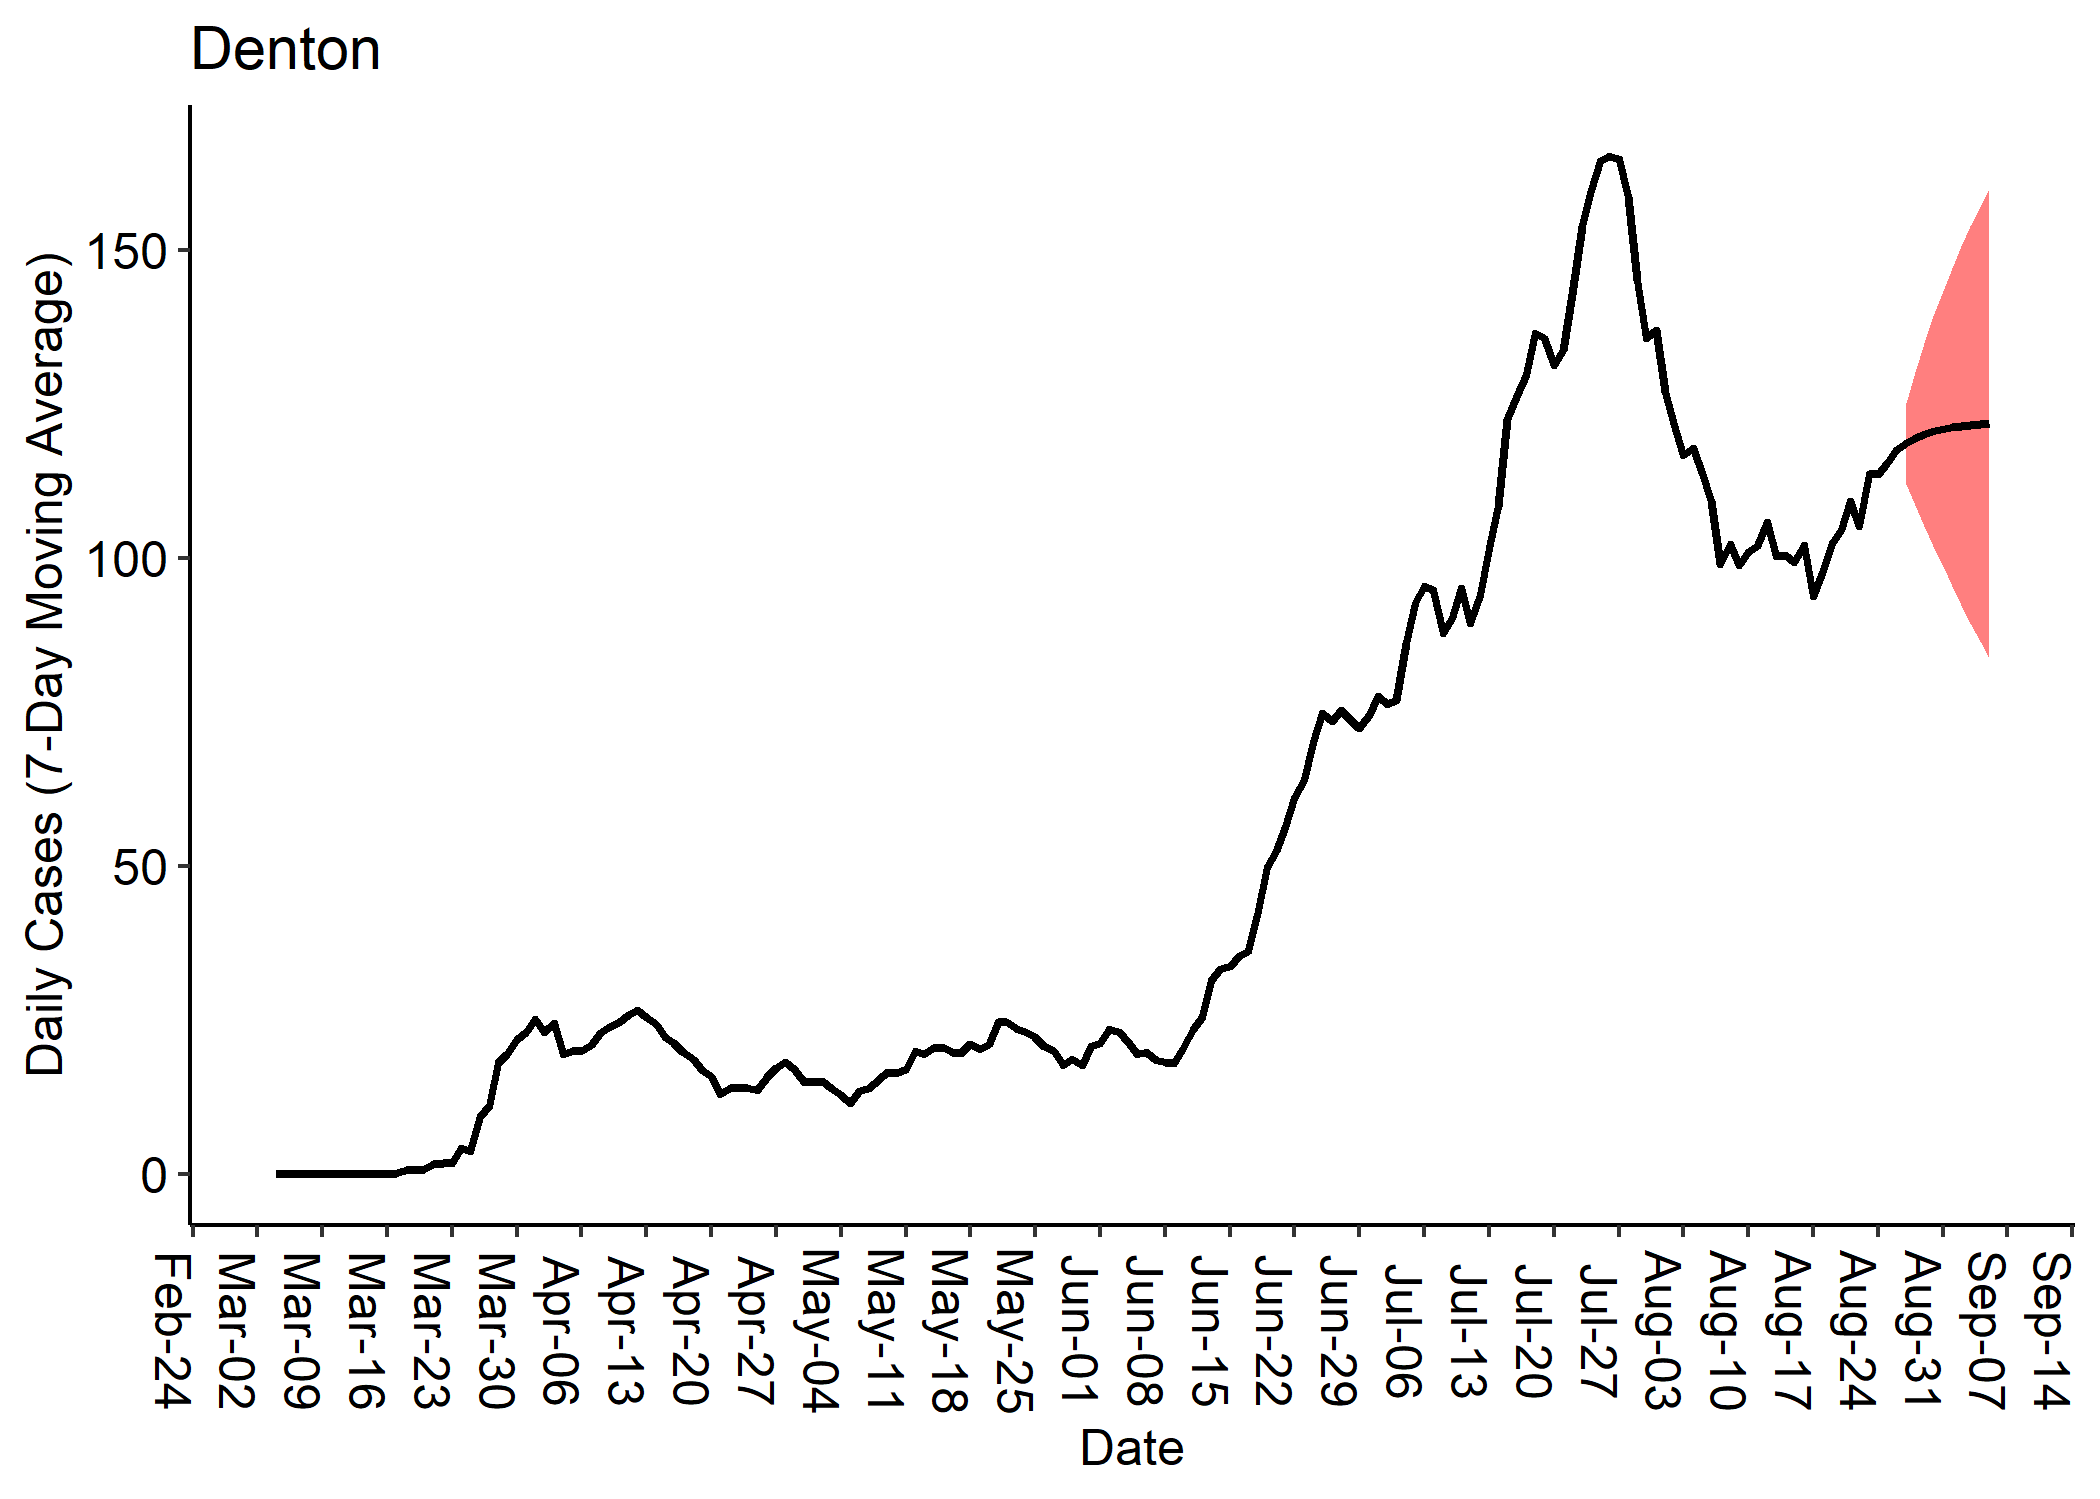 Denton
Daily Cases (7-Day Moving Average)
150
100
50
0
Feb-24
Mar-02
Mar-09
Mar-16
Mar-23
Mar-30
Apr-06
Apr-13
Apr-20
Apr-27
May-04
May-11
May-18
May-25
Jun-01
Jun-08
Jun-15
Jun-22
Jun-29
Jul-06
Jul-13
Jul-20
Jul-27
Aug-03
Aug-10
Aug-17
Aug-24
Aug-31
Sep-07
Sep-14
Date